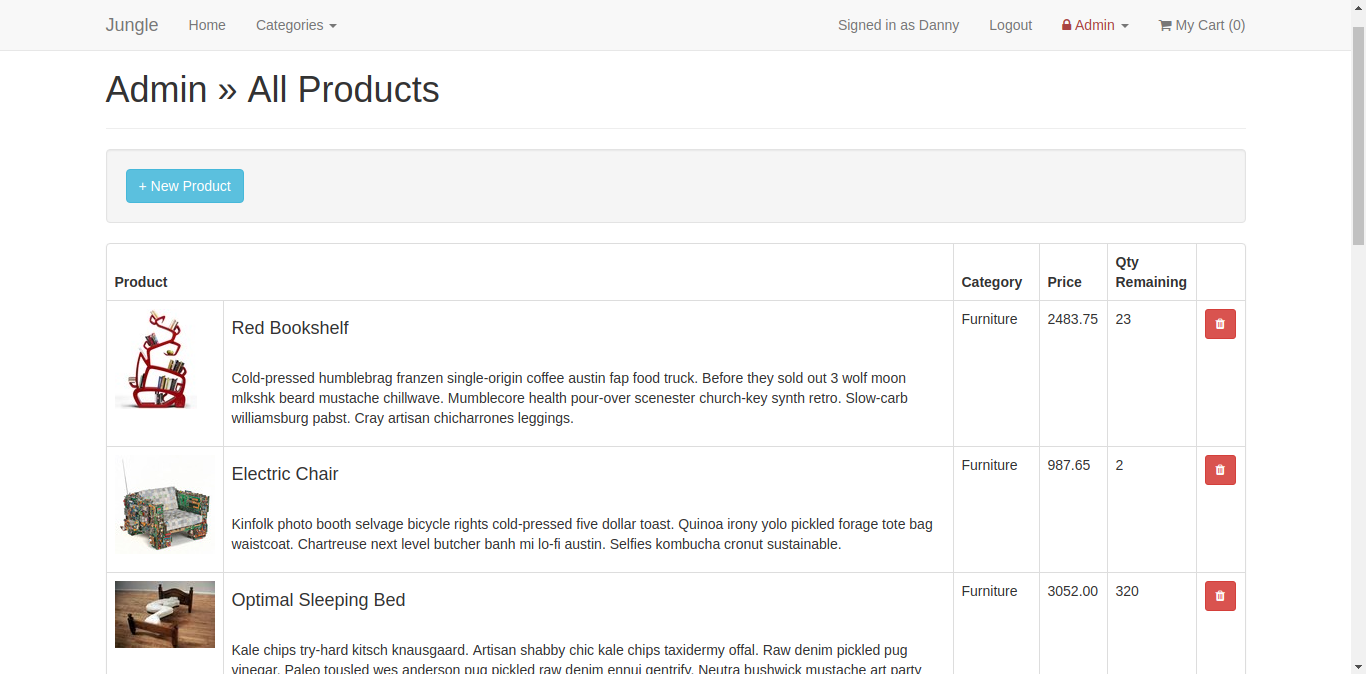 Jungle Home Categories Signed in as Danny Logout Admin My Cart (0)
Admin » All Products
+ New Product
Product Category Price Qty Remaining
Red Bookshelf Furniture 2483.75 23
Cold-pressed humblebrag franzen single-origin coffee austin fap food truck. Before they sold out 3 wolf moon
mlkshk beard mustache chillwave. Mumblecore health pour-over scenester church-key synth retro. Slow-carb
williamsburg pabst. Cray artisan chicharrones leggings.
Electric Chair Furniture 987.65 2
Kinfolk photo booth selvage bicycle rights cold-pressed five dollar toast. Quinoa irony yolo pickled forage tote bag
waistcoat. Chartreuse next level butcher banh mi lo-fi austin. Selfies kombucha cronut sustainable.
Optimal Sleeping Bed Furniture 3052.00 320
Kale chips try-hard kitsch knausgaard. Artisan shabby chic kale chips taxidermy offal. Raw denim pickled pug
vinegar. Paleo tousled wes anderson pug pickled raw denim ennui gentrify. Neutra bushwick mustache art party